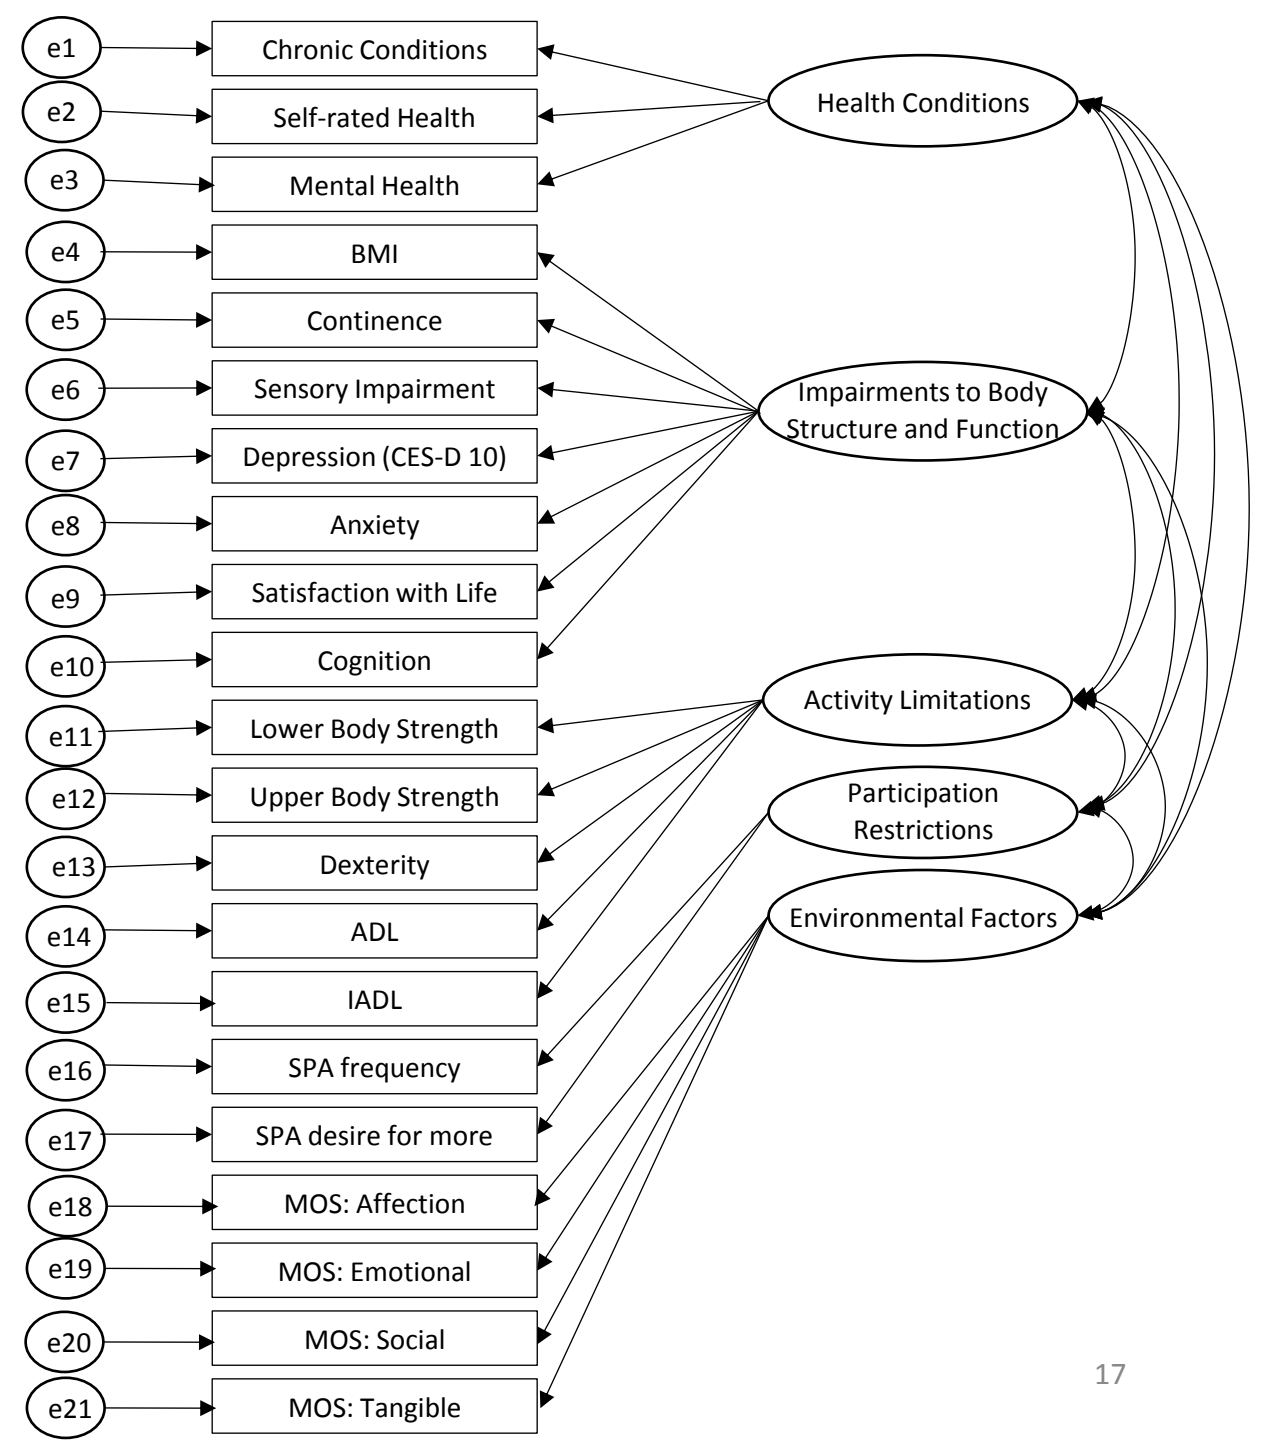 e1
Chronic Conditions
Health Conditions
e2
Self-rated Health
e3
Mental Health
e4
BMI
e5
Continence
e6
Sensory Impairment
Impairments to Body
Structure and Function
e7
Depression (CES-D 10)
e8
Anxiety
e9
Satisfaction with Life
e10
Cognition
e11
Lower Body Strength
Activity Limitations
e12
Upper Body Strength
Participation
Restrictions
e13
Dexterity
e14
ADL
Environmental Factors
e15
IADL
e16
SPA frequency
e17
SPA desire for more
e18
MOS: Affection
e19
MOS: Emotional
e20
MOS: Social
e21
MOS: Tangible
17